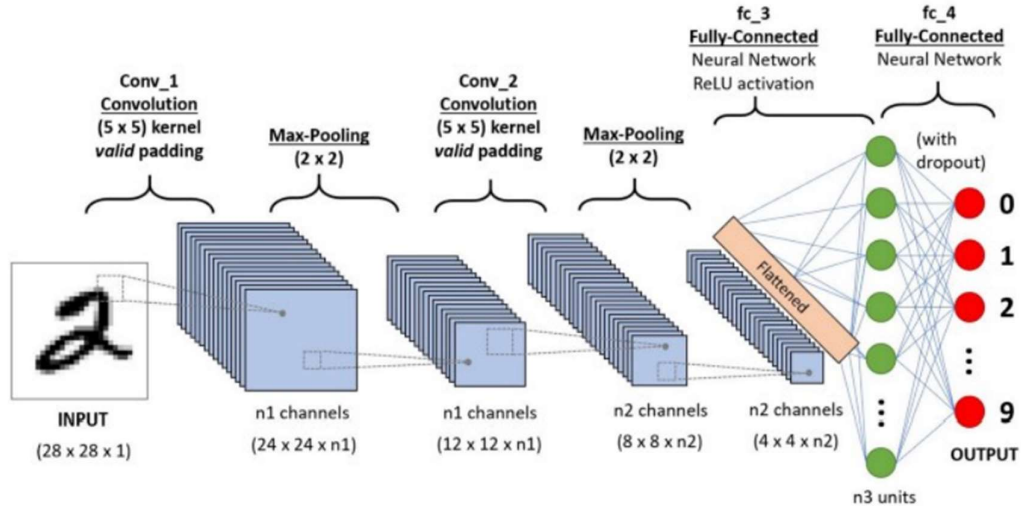 Conv_1
Convolution
(5 x 5) kernel
valid padding
Max-Pooling
(2 x 2)
Conv_2
Convolution
(5 x 5) kernel
valid padding
Max-Pooling
(2 x 2)
fc_3
Fully-Connected
Neural Network
ReLU activation
fc_4
Fully-Connected
Neural Network
(with
dropout)
Flattened
0
1
2
9
OUTPUT
2
INPUT
(28 x 28 x 1)
n1 channels
(24 x 24 x n1)
n1 channels
(12 x 12 x n1)
n2 channels
(8 x 8 x n2)
n2 channels
(4 x 4 x n2)
n3 units